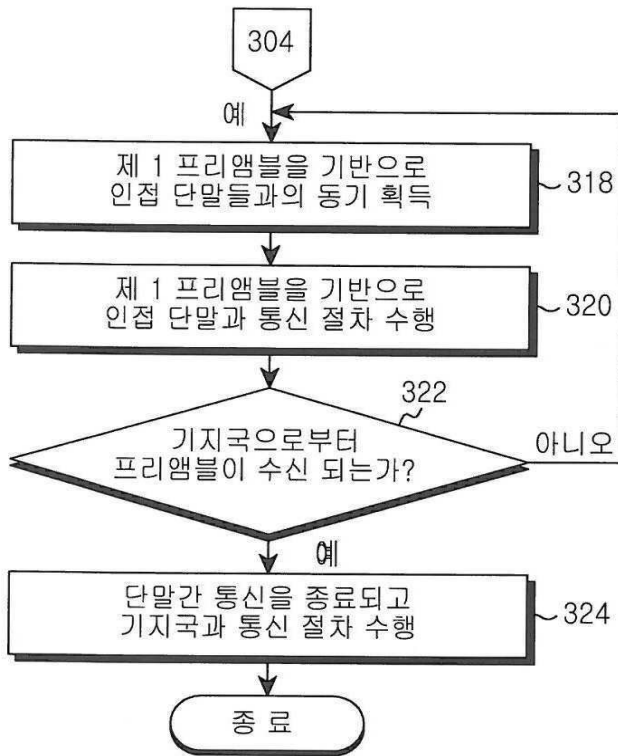 304
예
제 1 프리앰블을 기반으로
인접 단말들과의 동기 획득
318
제 1 프리앰블을 기반으로
인접 단말과 통신 절차 수행
320
322
기지국으로부터
프리앰블이 수신 되는가?
아니오
예
단말간 통신을 종료되고
기지국과 통신 절차 수행
324
종 료